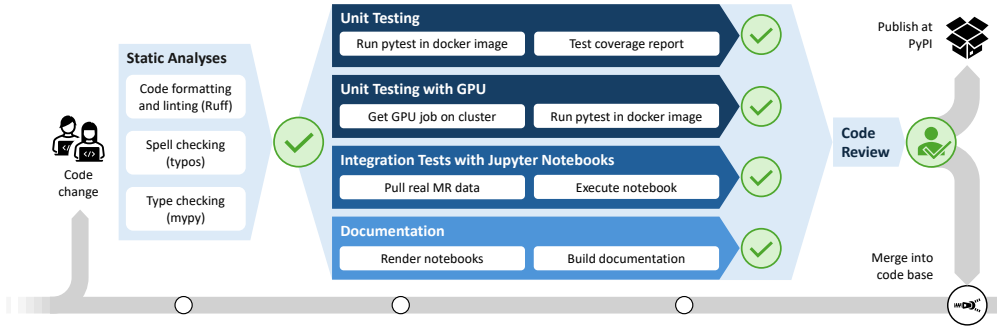 Code
change
Static Analyses
Code formatting
and linting (Ruff)
Spell checking
(typos)
Type checking
(mypy)
Unit Testing
Run pytest in docker image
Test coverage report
Unit Testing with GPU
Get GPU job on cluster
Run pytest in docker image
Integration Tests with Jupyter Notebooks
Pull real MR data
Execute notebook
Documentation
Render notebooks
Build documentation
Code
Review
Publish at
PyPI
Merge into
code base